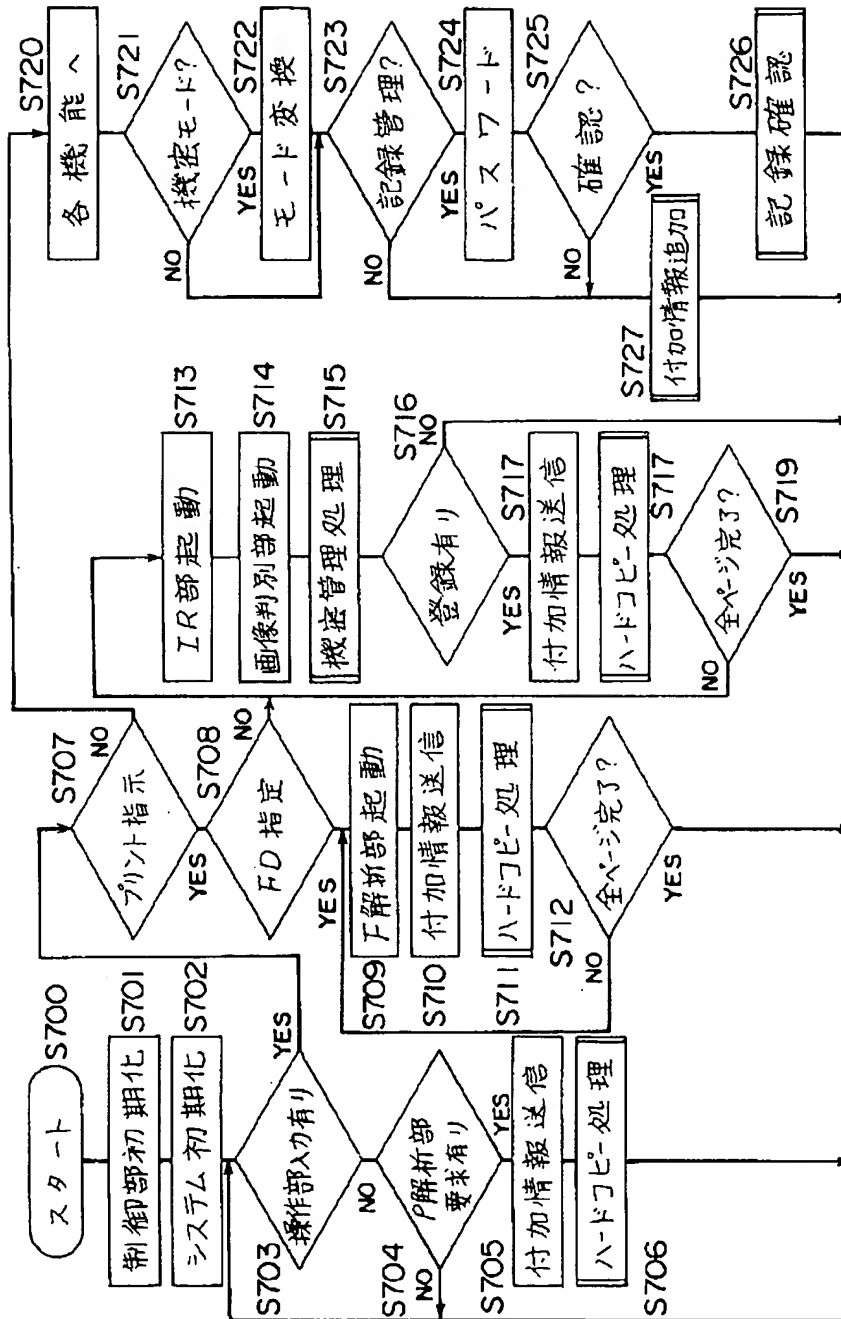 S700
スタート
S701
制御部初期化
S702
システム初期化
S703
操作部入力有り
YES
NO
S704
P解析部
要求有り
YES
NO
S705
付加情報送信
S706
ハードコピー処理
S707
プリント指示
NO
YES
S708
FD指定
NO
YES
S709
F解析部起動
S710
付加情報送信
S711
ハードコピー処理
S712
全ページ完了?
NO
YES
S713
IR部起動
S714
画像判別部起動
S715
機密管理処理
S716
登録有り
NO
YES
S717
付加情報送信
S717
ハードコピー処理
S719
全ページ完了?
NO
YES
S720
各機能へ
S721
機密モード?
NO
YES
S722
モード変換
S723
記録管理?
NO
YES
S724
パスワード
S725
確認?
NO
YES
S726
記録確認
S727
付加情報追加